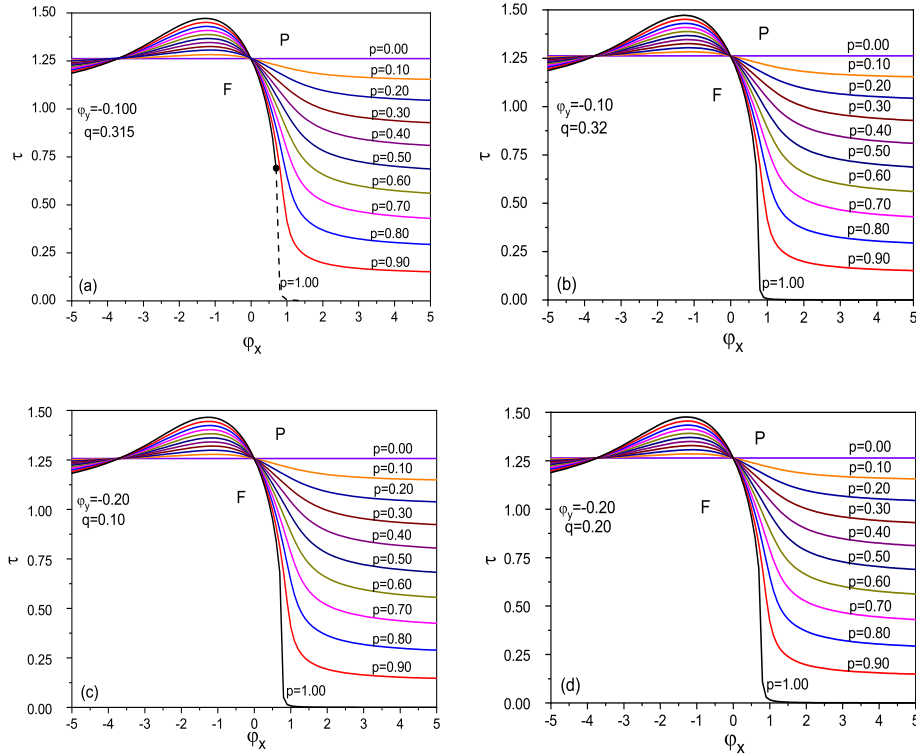 1.50
1.25
1.00
0.75
0.50
0.25
0.00
τ
P
F
φy=-0.100
q=0.315
p=0.00
p=0.10
p=0.20
p=0.30
p=0.40
p=0.50
p=0.60
p=0.70
p=0.80
p=0.90
p=1.00
(a)
-5 -4 -3 -2 -1 0 1 2 3 4 5
φx
1.50
1.25
1.00
0.75
0.50
0.25
0.00
τ
P
F
φy=-0.10
q=0.32
p=0.00
p=0.10
p=0.20
p=0.30
p=0.40
p=0.50
p=0.60
p=0.70
p=0.80
p=0.90
p=1.00
(b)
-5 -4 -3 -2 -1 0 1 2 3 4 5
φx
1.50
1.25
1.00
0.75
0.50
0.25
0.00
τ
P
F
φy=-0.20
q=0.10
p=0.00
p=0.10
p=0.20
p=0.30
p=0.40
p=0.50
p=0.60
p=0.70
p=0.80
p=0.90
p=1.00
(c)
-5 -4 -3 -2 -1 0 1 2 3 4 5
φx
1.50
1.25
1.00
0.75
0.50
0.25
0.00
τ
P
F
φy=-0.20
q=0.20
p=0.00
p=0.10
p=0.20
p=0.30
p=0.40
p=0.50
p=0.60
p=0.70
p=0.80
p=0.90
p=1.00
(d)
-5 -4 -3 -2 -1 0 1 2 3 4 5
φx